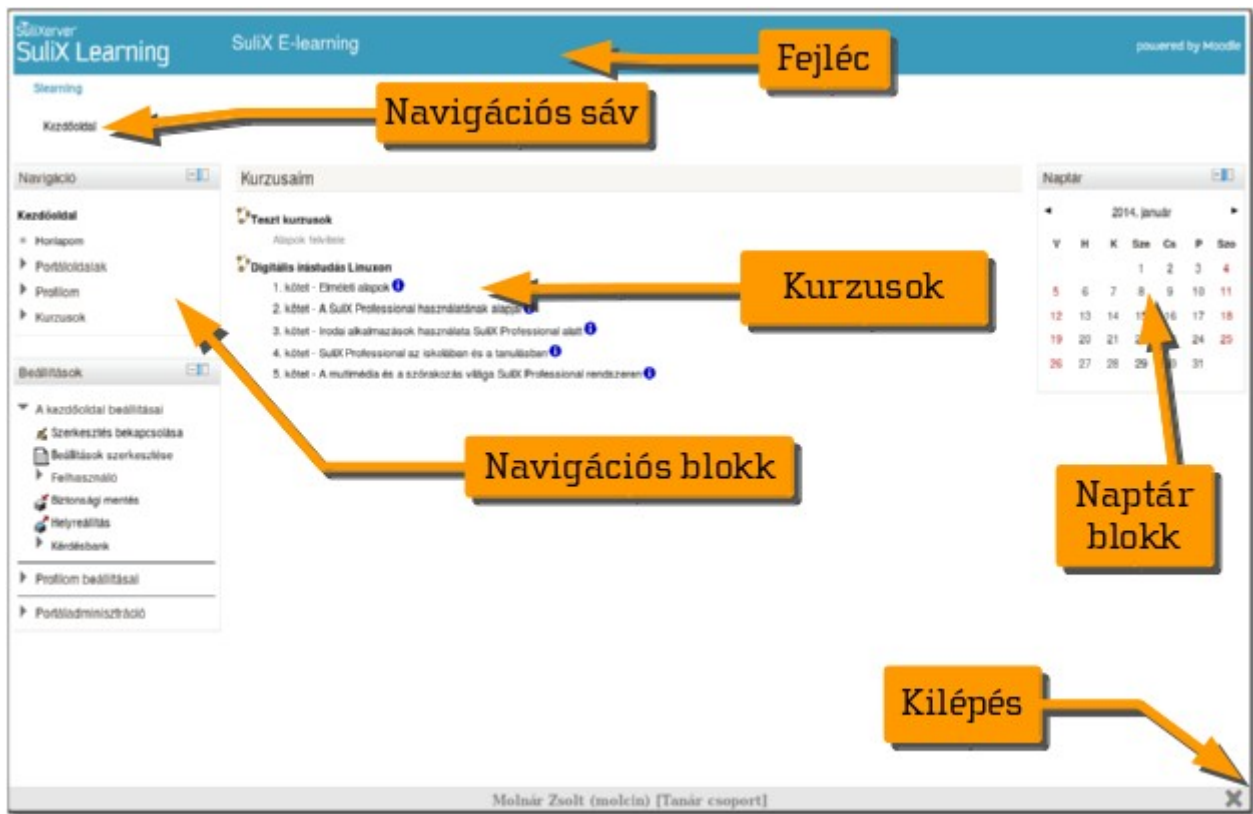 SuliXerver
SuliX Learning
SuliX E-learning
Fejléc
powered by Moodle
Slearning
Navigációs sáv
Kezdőoldal
Navigáció
Kezdőoldal
Honlapom
Portáloldalak
Profilom
Kurzusok
Beállítások
A kezdőoldal beállításai
Szerkesztés bekapcsolása
Beállítások szerkesztése
Felhasználó
Biztonsági mentés
Helyreállítás
Kérdésbank
Profilom beállításai
Portáladminisztráció
Kurzusaim
Teszt kurzusok
Alapok felvitele
Digitális írástudás Linuxon
1. kötet - Elméleti alapok
2. kötet - A SuliX Professional használatának alapjai
3. kötet - Irodai alkalmazások használata SuliX Professional alatt
4. kötet - SuliX Professional az iskolában és a tanulásban
5. kötet - A mutimédia és a szórakozás világa SuliX Professional rendszeren
Kurzusok
Navigációs blokk
Naptár
2014. január
V H K Sze Cs P Szo
1 2 3 4
5 6 7 8 9 10 11
12 13 14 15 16 17 18
19 20 21 24 25
26 27 28 29 31
Naptár
blokk
Kilépés
Molnár Zsolt (molcin) [Tanár csoport]